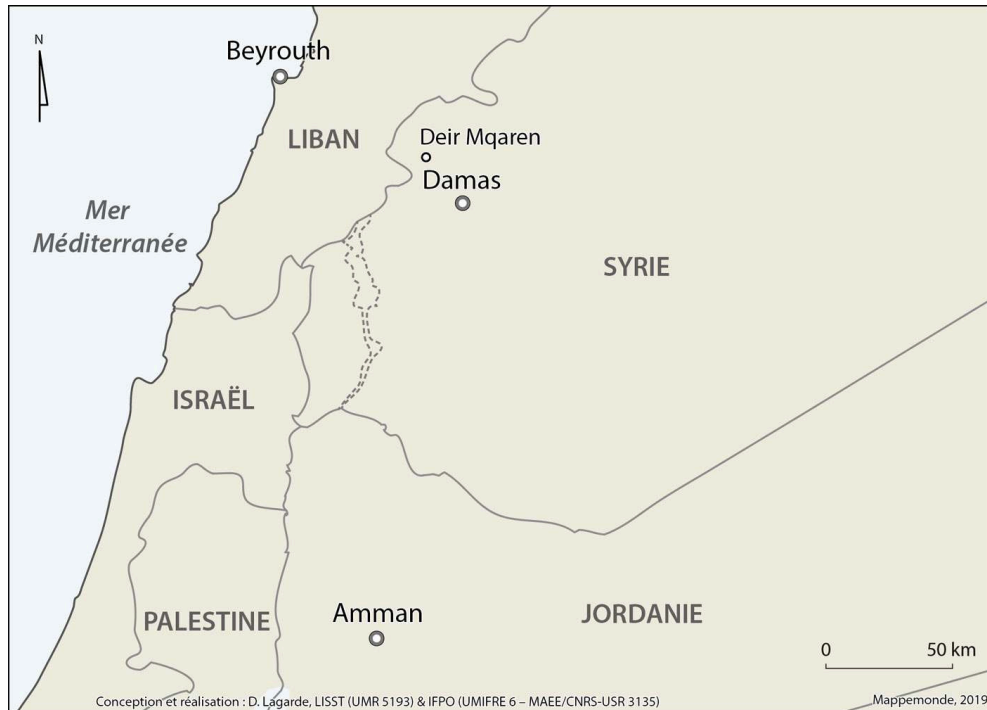 N
Beyrouth
LIBAN
Deir Mqaren
Damas
Mer
Méditerranée
SYRIE
ISRAËL
PALESTINE
Amman
JORDANIE
0 50 km
Conception et réalisation : D. Lagarde, LISST (UMR 5193) & IFPO (UMIFRE 6 – MAEE/CNRS-USR 3135)
Mappemonde, 2019